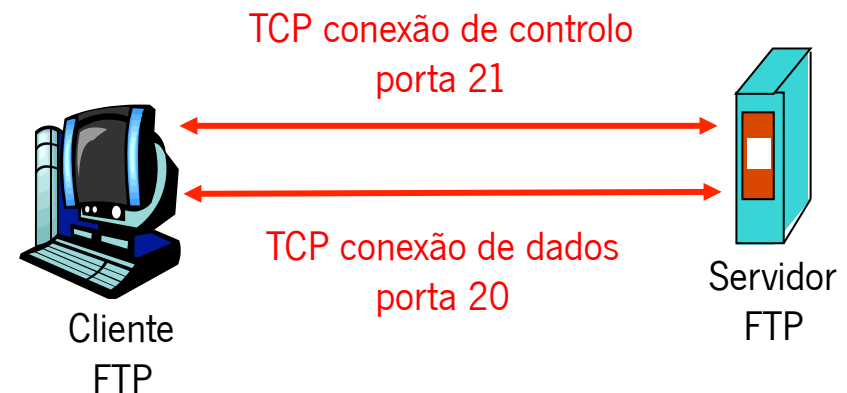 TCP conexão de controlo
porta 21
TCP conexão de dados
porta 20
Servidor
FTP
Cliente
FTP